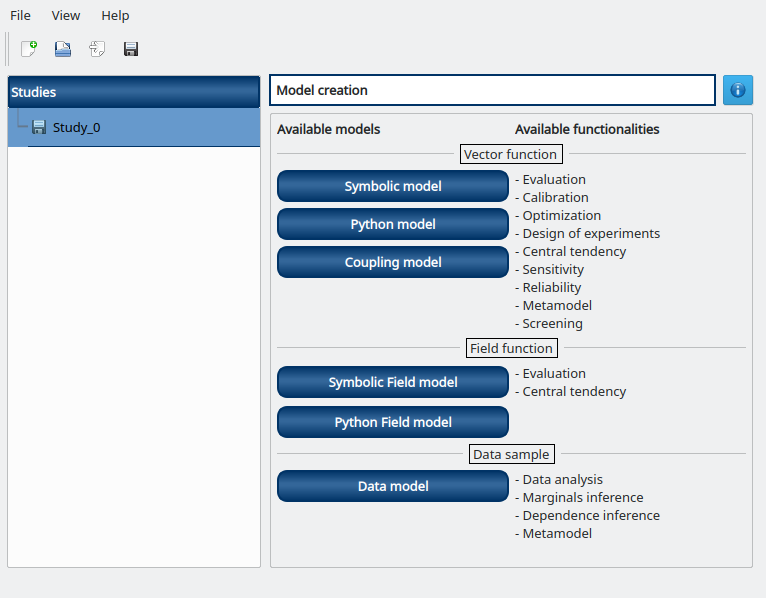 File View Help
Studies
Study_0
Model creation
Available models
Available functionalities
Vector function
Symbolic model
Python model
Coupling model
- Evaluation
- Calibration
- Optimization
- Design of experiments
- Central tendency
- Sensitivity
- Reliability
- Metamodel
- Screening
Field function
Symbolic Field model
Python Field model
- Evaluation
- Central tendency
Data sample
Data model
- Data analysis
- Marginals inference
- Dependence inference
- Metamodel